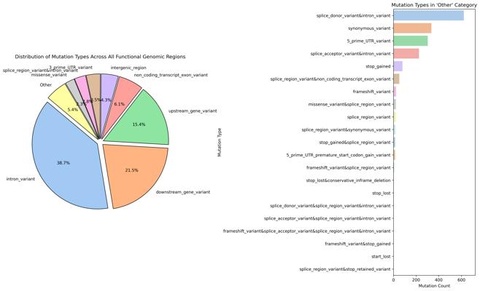 Distribution of Mutation Types Across All Functional Genomic Regions
3_prime_UTR_variant
intergenic_region
splice_region_variant&intron_variant
non_coding_transcript_exon_variant
missense_variant
Other
upstream_gene_variant
intron_variant
downstream_gene_variant
4.3%
6.1%
5.4%
15.4%
38.7%
21.5%
Mutation Types in 'Other' Category
Mutation Type
splice_donor_variant&intron_variant
synonymous_variant
5_prime_UTR_variant
splice_acceptor_variant&intron_variant
stop_gained
splice_region_variant&non_coding_transcript_exon_variant
frameshift_variant
missense_variant&splice_region_variant
splice_region_variant
splice_region_variant&synonymous_variant
stop_gained&splice_region_variant
5_prime_UTR_premature_start_codon_gain_variant
frameshift_variant&splice_region_variant
stop_lost&conservative_inframe_deletion
stop_lost
splice_donor_variant&splice_region_variant&intron_variant
splice_acceptor_variant&splice_region_variant&intron_variant
frameshift_variant&splice_acceptor_variant&splice_region_variant&intron_variant
frameshift_variant&stop_gained
start_lost
splice_region_variant&stop_retained_variant
0 200 400 600
Mutation Count